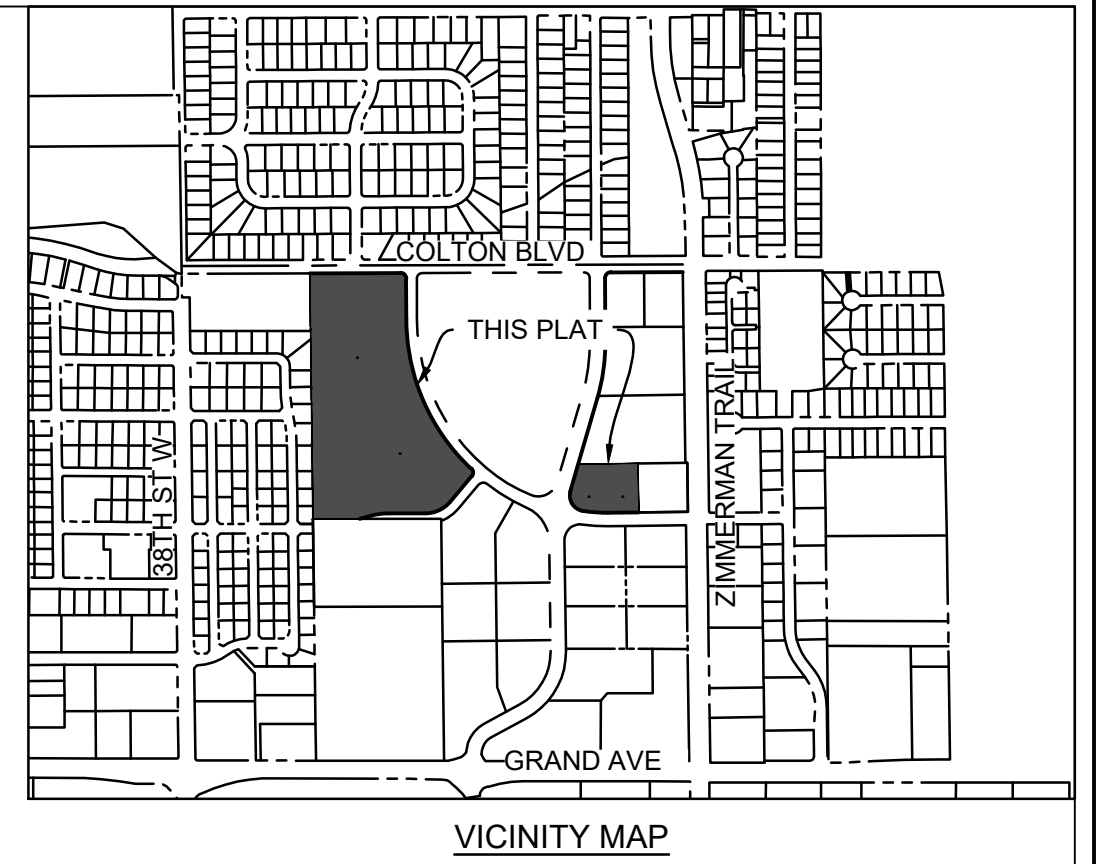 COLTON BLVD
THIS PLAT
ZIMMERMAN TRAIL
38TH ST W
GRAND AVE
VICINITY MAP